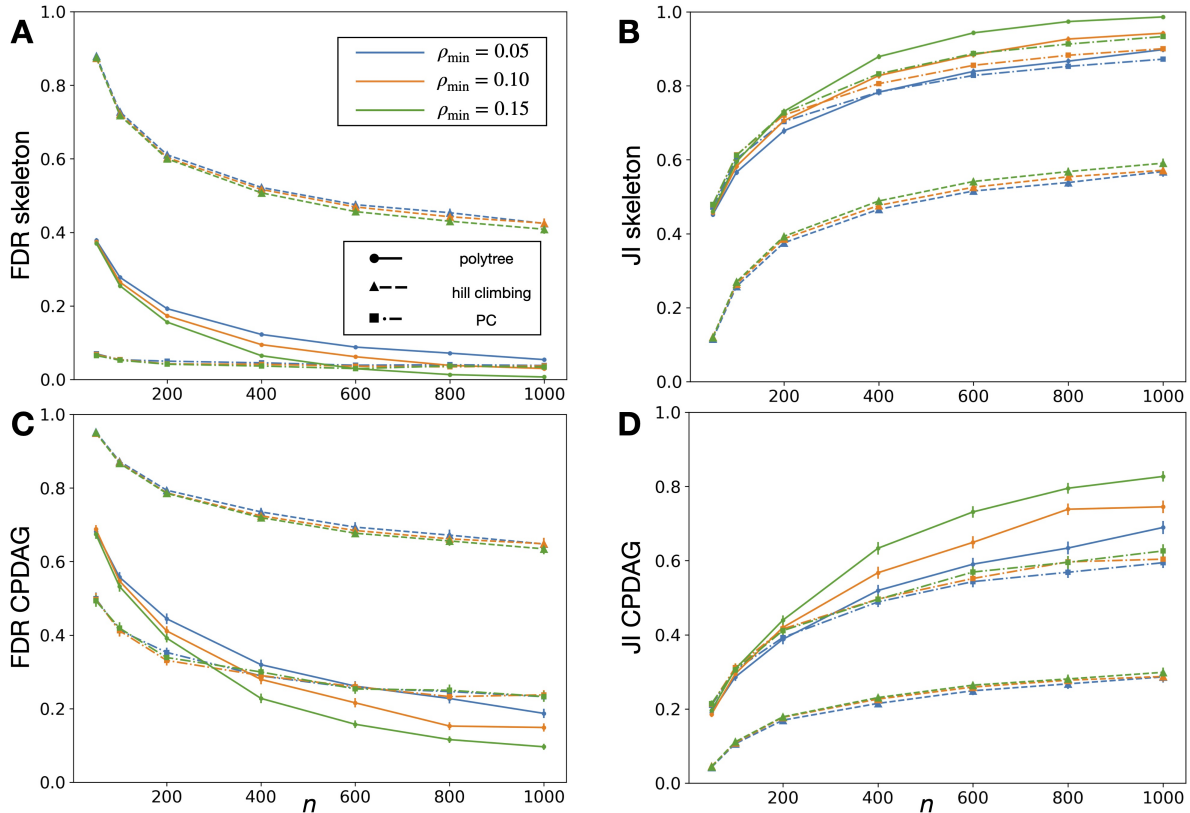 A
FDR skeleton
1.0
0.8
0.6
0.4
0.2
0.0
200
400
600
800
1000
ρmin = 0.05
ρmin = 0.10
ρmin = 0.15
polytree
hill climbing
PC
B
JI skeleton
1.0
0.8
0.6
0.4
0.2
0.0
200
400
600
800
1000
C
FDR CPDAG
1.0
0.8
0.6
0.4
0.2
0.0
200
400
600
800
1000
n
D
JI CPDAG
1.0
0.8
0.6
0.4
0.2
0.0
200
400
600
800
1000
n